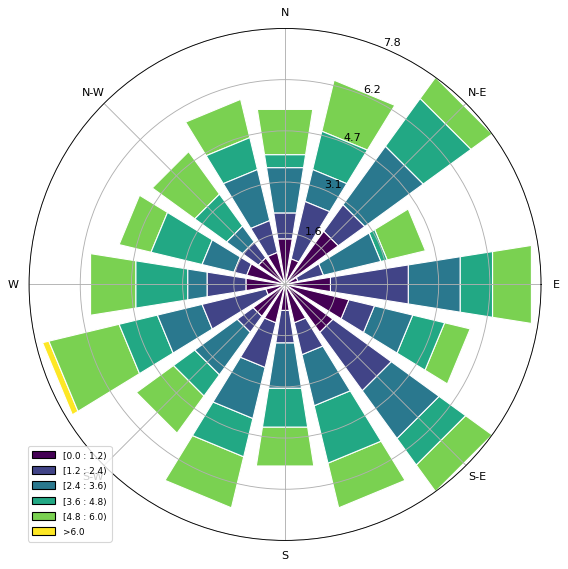 N
7.8
6.2
N-W
N-E
4.7
3.1
1.6
W
E
[0.0 : 1.2)
[1.2 : 2.4)
[2.4 : 3.6)
S-W
S-E
[3.6 : 4.8)
[4.8 : 6.0)
>6.0
S